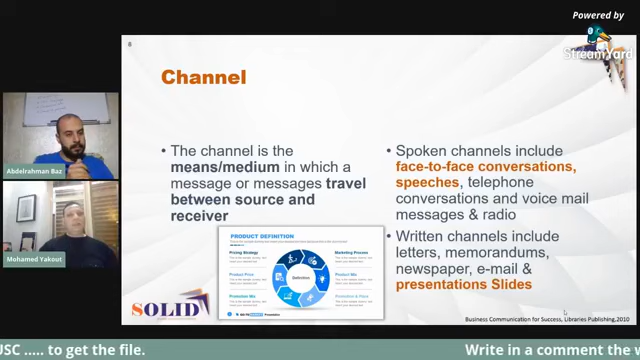 Powered by
StreamYard
8
Channel
• The channel is the
means/medium in which a
message or messages travel
between source and
receiver
• Spoken channels include
face-to-face conversations,
speeches, telephone
conversations and voice mail
messages & radio
• Written channels include
letters, memorandums,
newspaper, e-mail &
presentations Slides
Abdelrahman Baz
Mohamed Yakout
PRODUCT DEFINITION
Pricing Strategy
Marketing Process
Product Price
Product Mix
Promotion Mix
Definition
SOLID
Business Communication for Success, Libraries Publishing,2010
USC ..... to get the file.
Write in a comment the w